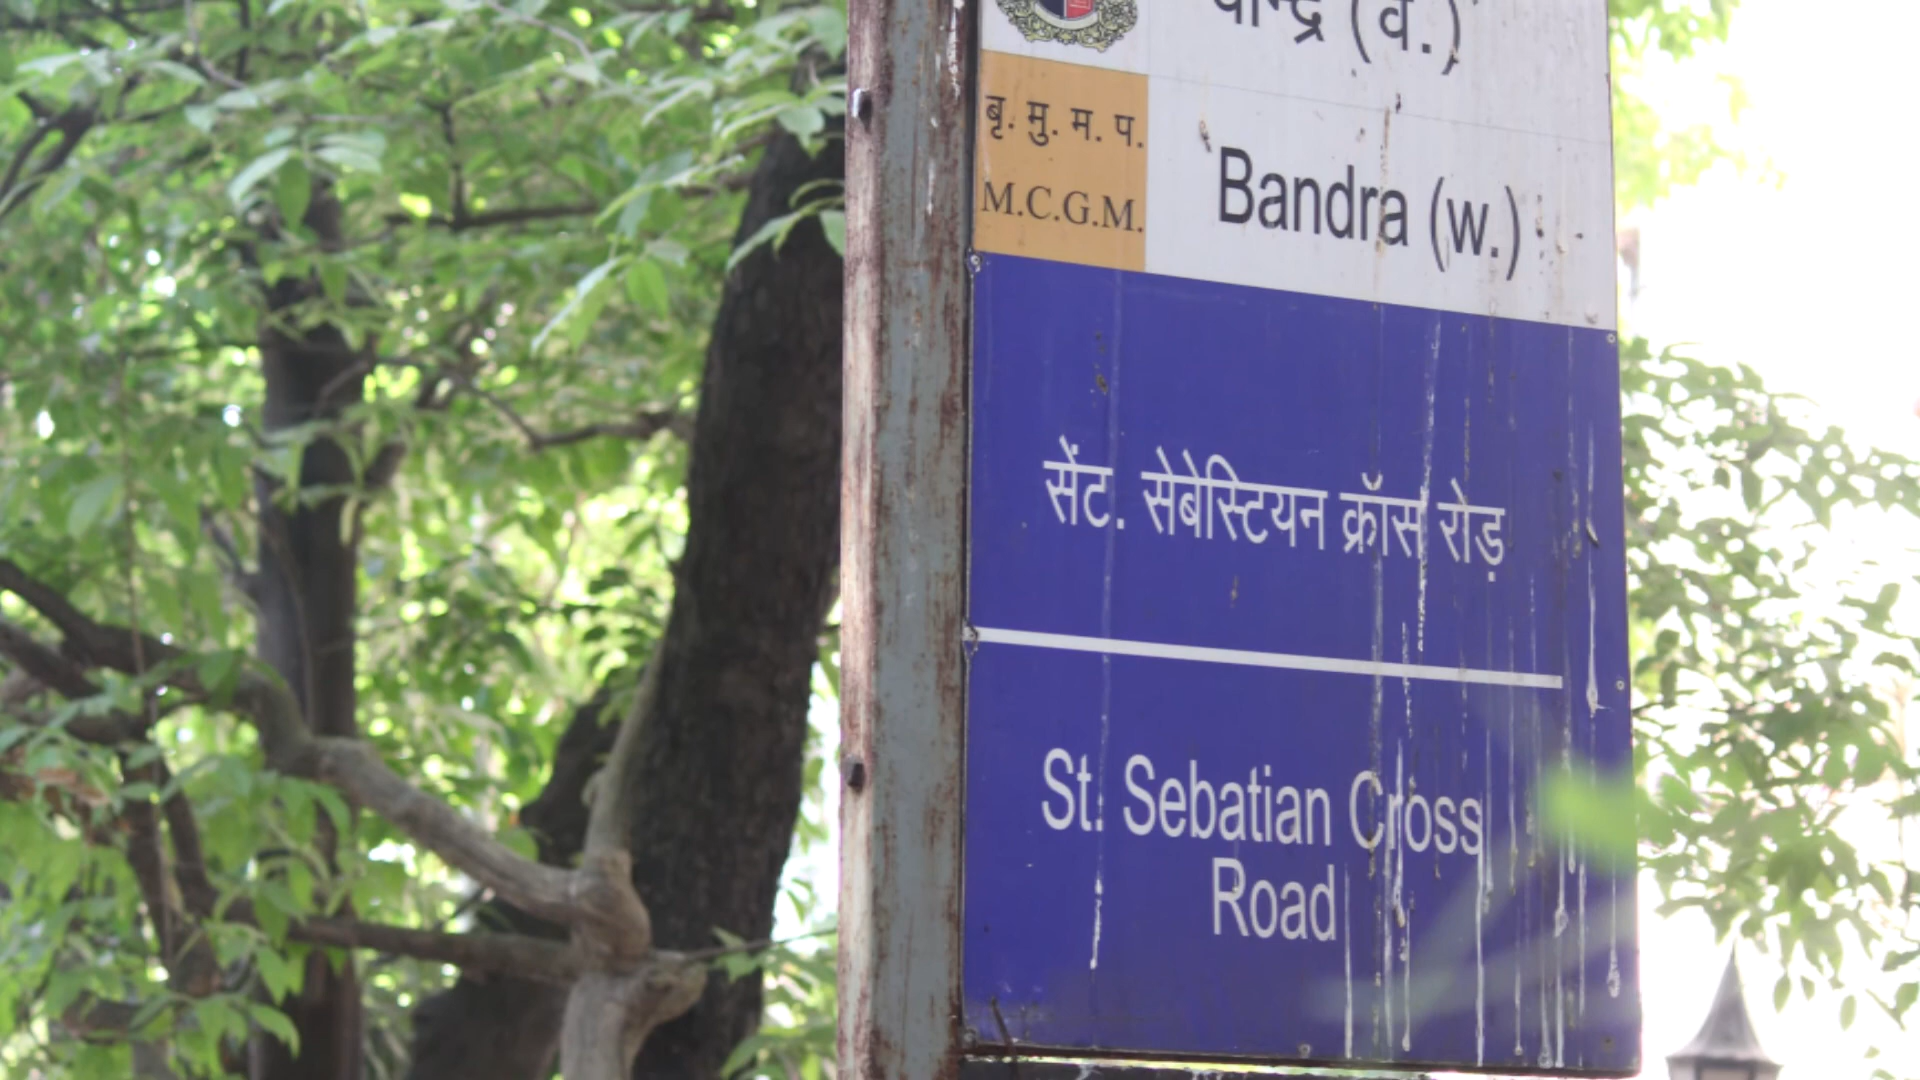 वान्द्रे (व.)
बृ. मु. म. प.
M.C.G.M.
Bandra (w.)
सेंट. सेबेस्टियन क्रॉस रोड़
St. Sebatian Cross
Road